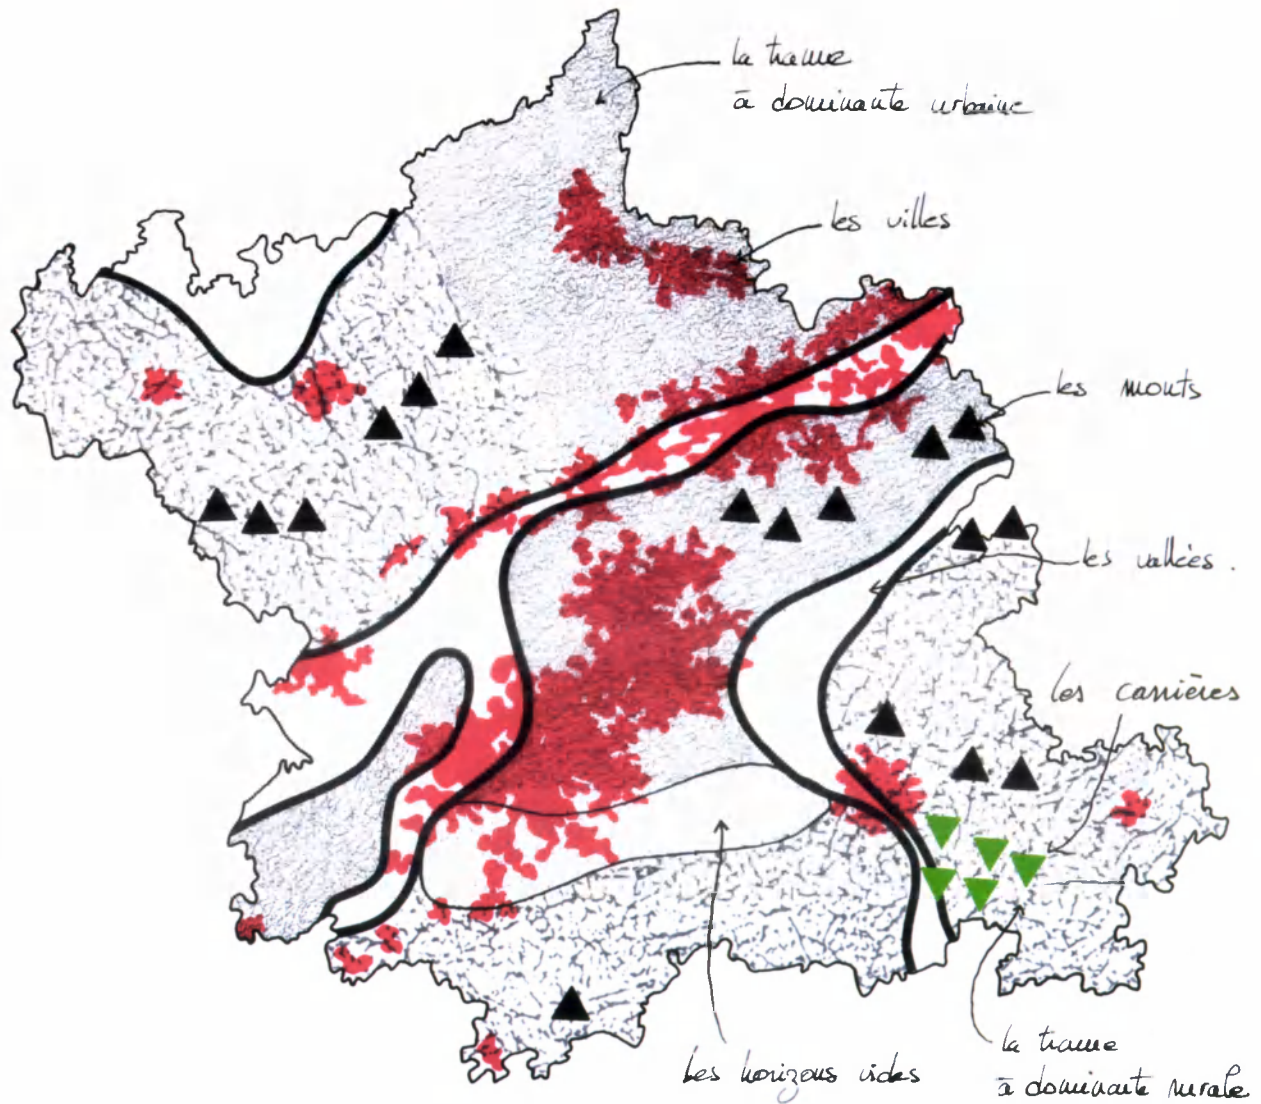 la trame
à dominante urbaine
les villes
les monts
les vallées.
les carrières
la trame
à dominante rurale
les horizons vides